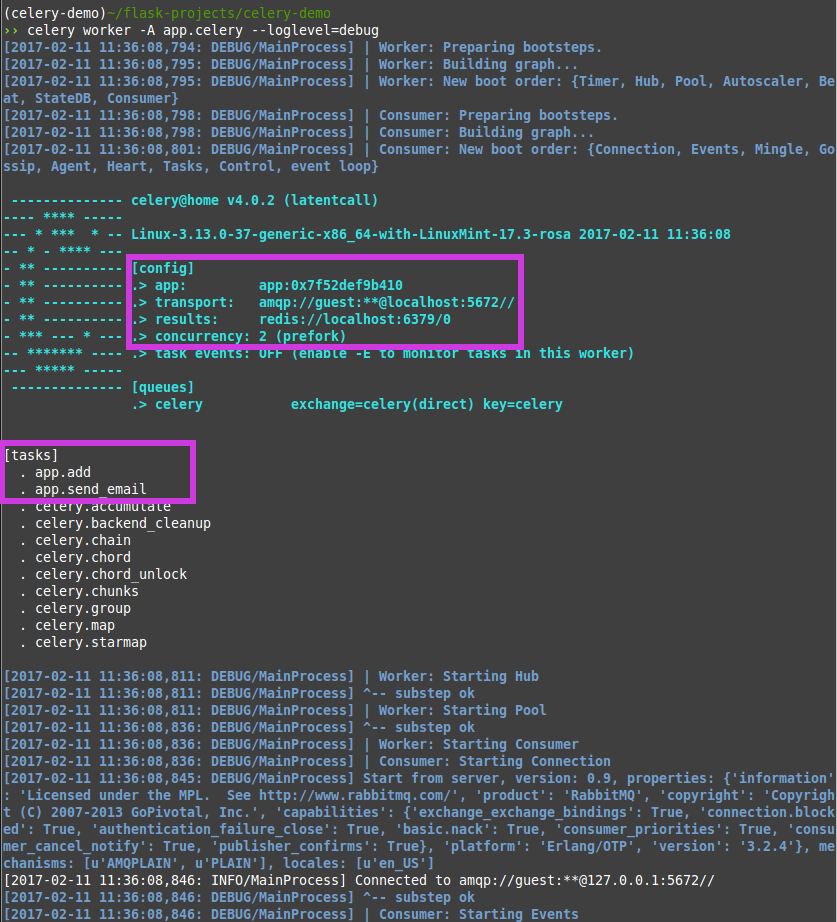 (celery-demo)~/flask-projects/celery-demo
›› celery worker -A app.celery --loglevel=debug
[2017-02-11 11:36:08,794: DEBUG/MainProcess] | Worker: Preparing bootsteps.
[2017-02-11 11:36:08,795: DEBUG/MainProcess] | Worker: Building graph...
[2017-02-11 11:36:08,795: DEBUG/MainProcess] | Worker: New boot order: {Timer, Hub, Pool, Autoscaler, Be
at, StateDB, Consumer}
[2017-02-11 11:36:08,798: DEBUG/MainProcess] | Consumer: Preparing bootsteps.
[2017-02-11 11:36:08,798: DEBUG/MainProcess] | Consumer: Building graph...
[2017-02-11 11:36:08,801: DEBUG/MainProcess] | Consumer: New boot order: {Connection, Events, Mingle, Go
ssip, Agent, Heart, Tasks, Control, event loop}
 -------------- celery@home v4.0.2 (latentcall)
---- **** -----
--- * ***  * -- Linux-3.13.0-37-generic-x86_64-with-LinuxMint-17.3-rosa 2017-02-11 11:36:08
-- * - **** ---
- ** ---------- [config]
- ** ---------- .> app:         app:0x7f52def9b410
- ** ---------- .> transport:   amqp://guest:**@localhost:5672//
- ** ---------- .> results:     redis://localhost:6379/0
- *** --- * --- .> concurrency: 2 (prefork)
-- ******* ---- .> task events: OFF (enable -E to monitor tasks in this worker)
--- ***** -----
 -------------- [queues]
                .> celery           exchange=celery(direct) key=celery
[tasks]
  . app.add
  . app.send_email
  . celery.accumulate
  . celery.backend_cleanup
  . celery.chain
  . celery.chord
  . celery.chord_unlock
  . celery.chunks
  . celery.group
  . celery.map
  . celery.starmap
[2017-02-11 11:36:08,811: DEBUG/MainProcess] | Worker: Starting Hub
[2017-02-11 11:36:08,811: DEBUG/MainProcess] ^-- substep ok
[2017-02-11 11:36:08,811: DEBUG/MainProcess] | Worker: Starting Pool
[2017-02-11 11:36:08,836: DEBUG/MainProcess] ^-- substep ok
[2017-02-11 11:36:08,836: DEBUG/MainProcess] | Worker: Starting Consumer
[2017-02-11 11:36:08,836: DEBUG/MainProcess] | Consumer: Starting Connection
[2017-02-11 11:36:08,845: DEBUG/MainProcess] Start from server, version: 0.9, properties: {'information'
: 'Licensed under the MPL.  See http://www.rabbitmq.com/', 'product': 'RabbitMQ', 'copyright': 'Copyrigh
t (C) 2007-2013 GoPivotal, Inc.', 'capabilities': {'exchange_exchange_bindings': True, 'connection.block
ed': True, 'authentication_failure_close': True, 'basic.nack': True, 'consumer_priorities': True, 'consu
mer_cancel_notify': True, 'publisher_confirms': True}, 'platform': 'Erlang/OTP', 'version': '3.2.4'}, me
chanisms: [u'AMQPLAIN', u'PLAIN'], locales: [u'en_US']
[2017-02-11 11:36:08,846: INFO/MainProcess] Connected to amqp://guest:**@127.0.0.1:5672//
[2017-02-11 11:36:08,846: DEBUG/MainProcess] ^-- substep ok
[2017-02-11 11:36:08,846: DEBUG/MainProcess] | Consumer: Starting Events